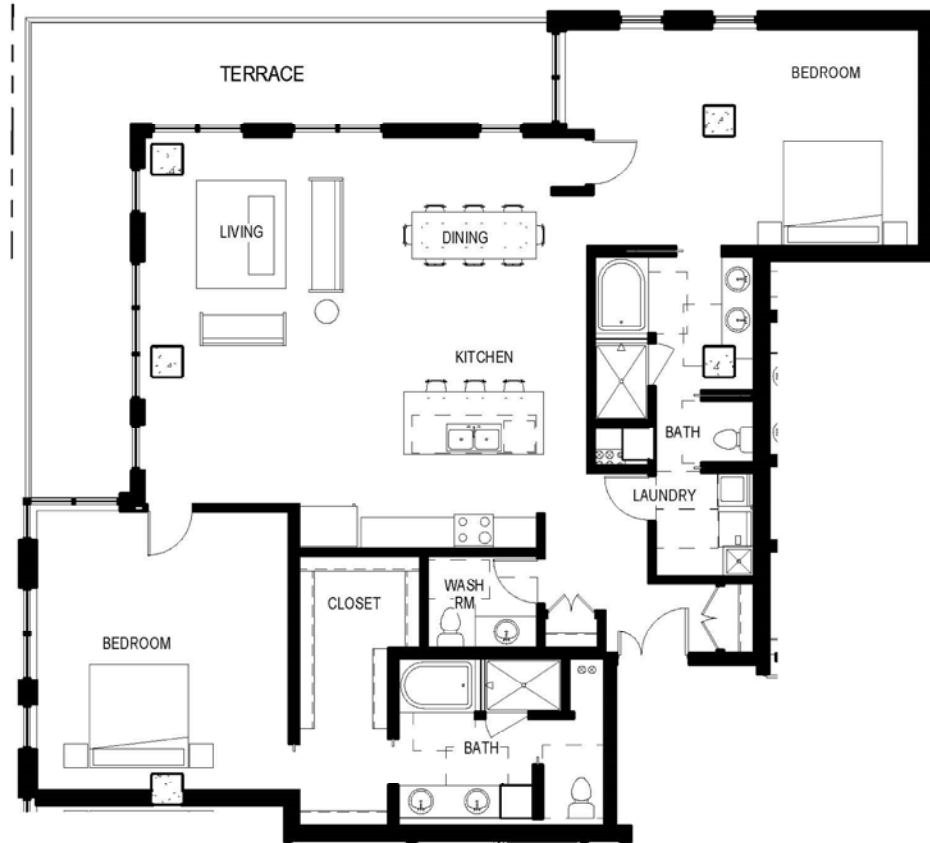 TERRACE
BEDROOM
LIVING
DINING
KITCHEN
BATH
LAUNDRY
WASH
RM
CLOSET
BEDROOM
BATH